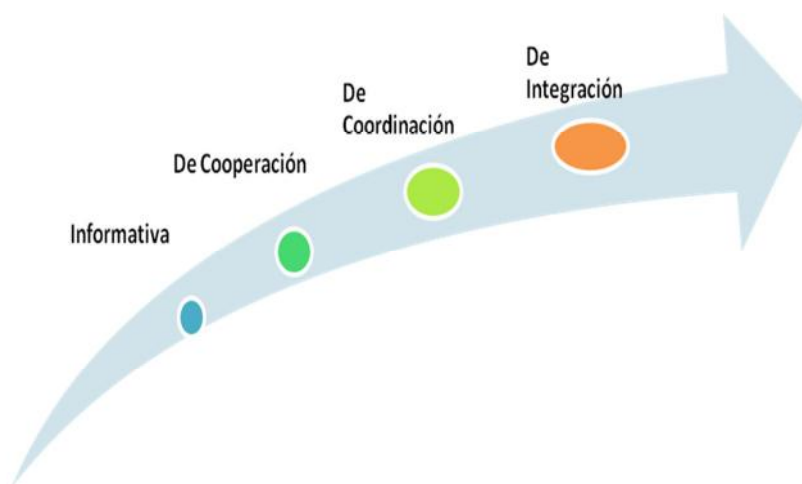 Informativa
De Cooperación
De
Coordinación
De
Integración